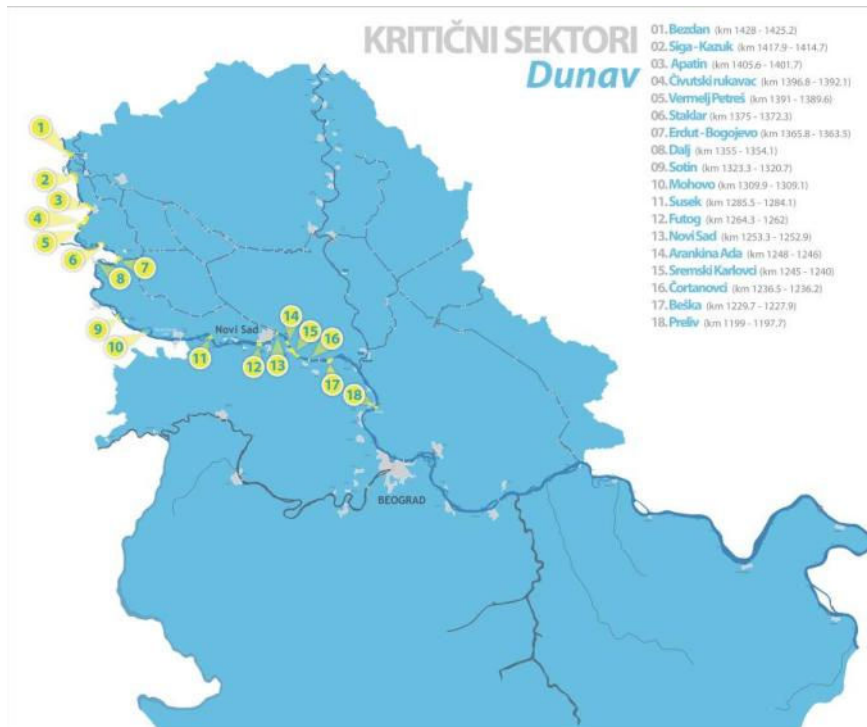 KRITIČNI SEKTORI
Dunav
01. Bezdan (km 1428 - 1425.2)
02. Siga - Kazuk (km 1417.9 - 1414.7)
03. Apatin (km 1405.6 - 1401.7)
04. Čivutski rukavac (km 1396.8 - 1392.1)
05. Vermelj Petreš (km 1391 - 1389.6)
06. Staklar (km 1375 - 1372.3)
07. Erdut - Bogojevo (km 1365.8 - 1363.5)
08. Dalj (km 1355 - 1354.1)
09. Sotin (km 1323.3 - 1320.7)
10. Mohovo (km 1309.9 - 1309.1)
11. Susek (km 1285.5 - 1284.1)
12. Futog (km 1264.3 - 1262)
13. Novi Sad (km 1253.3 - 1252.9)
14. Arankina Ada (km 1248 - 1246)
15. Sremski Karlovci (km 1245 - 1240)
16. Čortanovci (km 1236.5 - 1236.2)
17. Beška (km 1229.7 - 1227.9)
18. Preliv (km 1199 - 1197.7)
1
2
3
4
5
6
7
8
9
10
11
Novi Sad
12
13
14
15
16
17
18
BEOGRAD